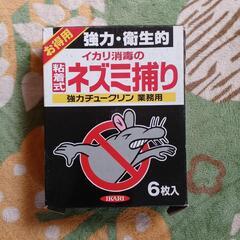 お得用
強力・衛生的
イカリ消毒の
粘着式
ネズミ捕り
強力チュークリン 業務用
6枚入
IKARI